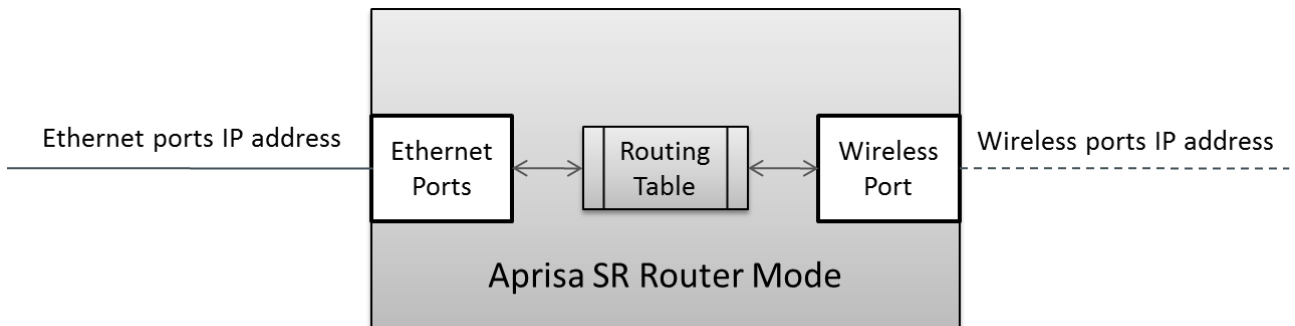 Ethernet ports IP address
Ethernet
Ports
Routing
Table
Wireless
Port
Wireless ports IP address
Aprisa SR Router Mode